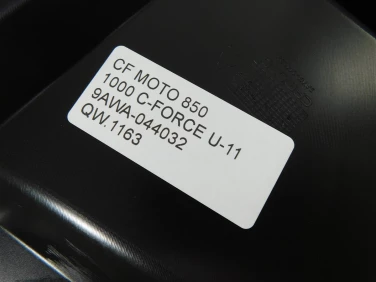 CF MOTO 850
1000 C-FORCE U-11
9AWA-044032
QW.1163